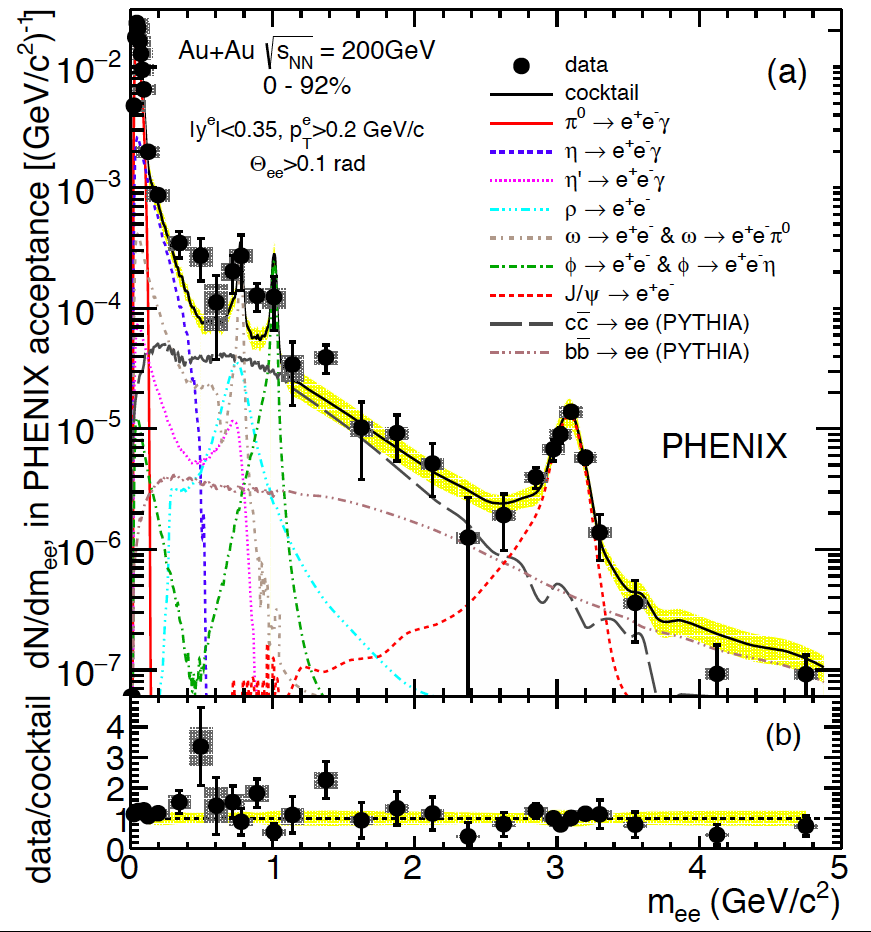 dN/dm_ee, in PHENIX acceptance [(GeV/c²)⁻¹]
10⁻²
10⁻³
10⁻⁴
10⁻⁵
10⁻⁶
10⁻⁷
Au+Au √s_NN = 200GeV
0 - 92%
|yᵉ|<0.35, pᵉ_T>0.2 GeV/c
Θ_ee>0.1 rad
(a)
data
cocktail
π⁰ → e⁺e⁻γ
η → e⁺e⁻γ
η' → e⁺e⁻γ
ρ → e⁺e⁻
ω → e⁺e⁻ & ω → e⁺e⁻π⁰
ϕ → e⁺e⁻ & ϕ → e⁺e⁻η
J/ψ → e⁺e⁻
cc̅ → ee (PYTHIA)
bb̅ → ee (PYTHIA)
PHENIX
data/cocktail
4
3
2
1
0
(b)
0 1 2 3 4 5
m_ee (GeV/c²)